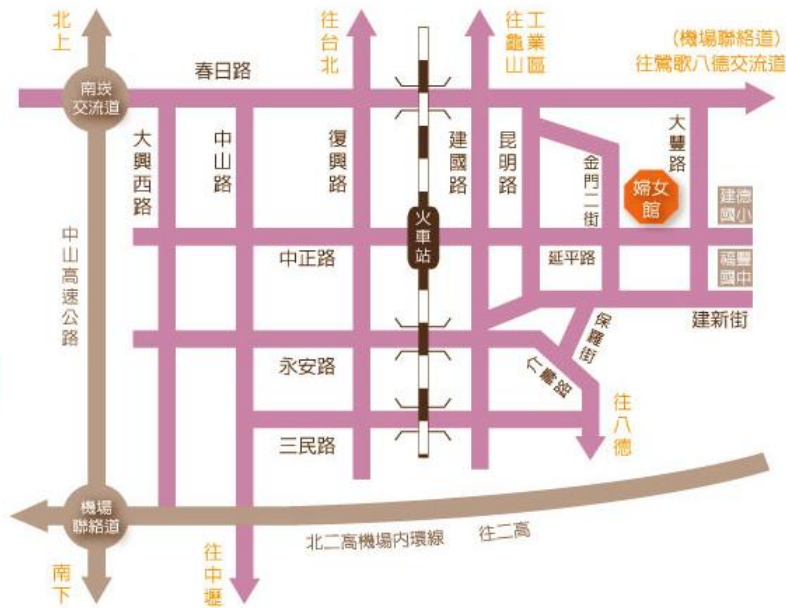 北上
往台北
往龜山
工業區
(機場聯絡道)
往鶯歌八德交流道
春日路
南崁
交流道
大興西路
中山路
復興路
建國路
昆明路
金門二街
大豐路
婦女
館
建德
國小
火車站
中正路
延平路
福豐
國中
中山高速公路
建新街
保羅街
永安路
介壽路
往八德
三民路
機場
聯絡道
北二高機場內環線
往二高
南下
往中壢